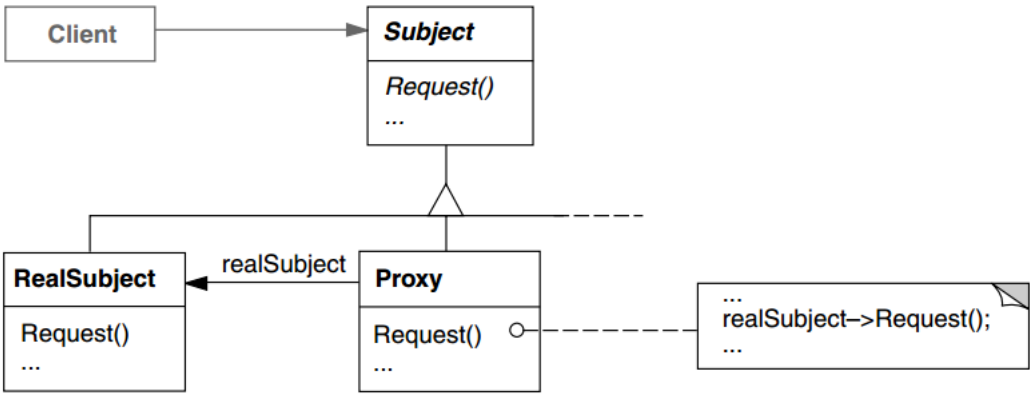 Client
Subject
Request()
...
RealSubject
Request()
...
realSubject
Proxy
Request()
...
...
realSubject–>Request();
...